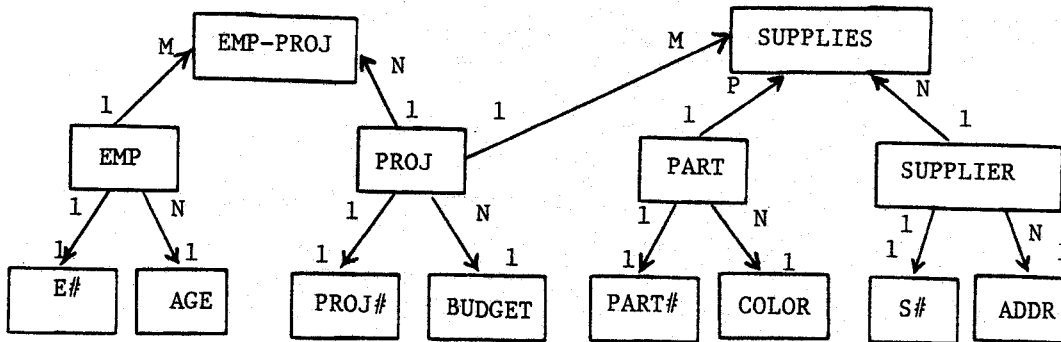 EMP-PROJ SUPPLIES
M N M P N
1 1 1 1 1
EMP PROJ PART SUPPLIER
1 N 1 N 1 N 1 N
1 1 1 1 1 1 1 1
E# AGE PROJ# BUDGET PART# COLOR S# ADDR